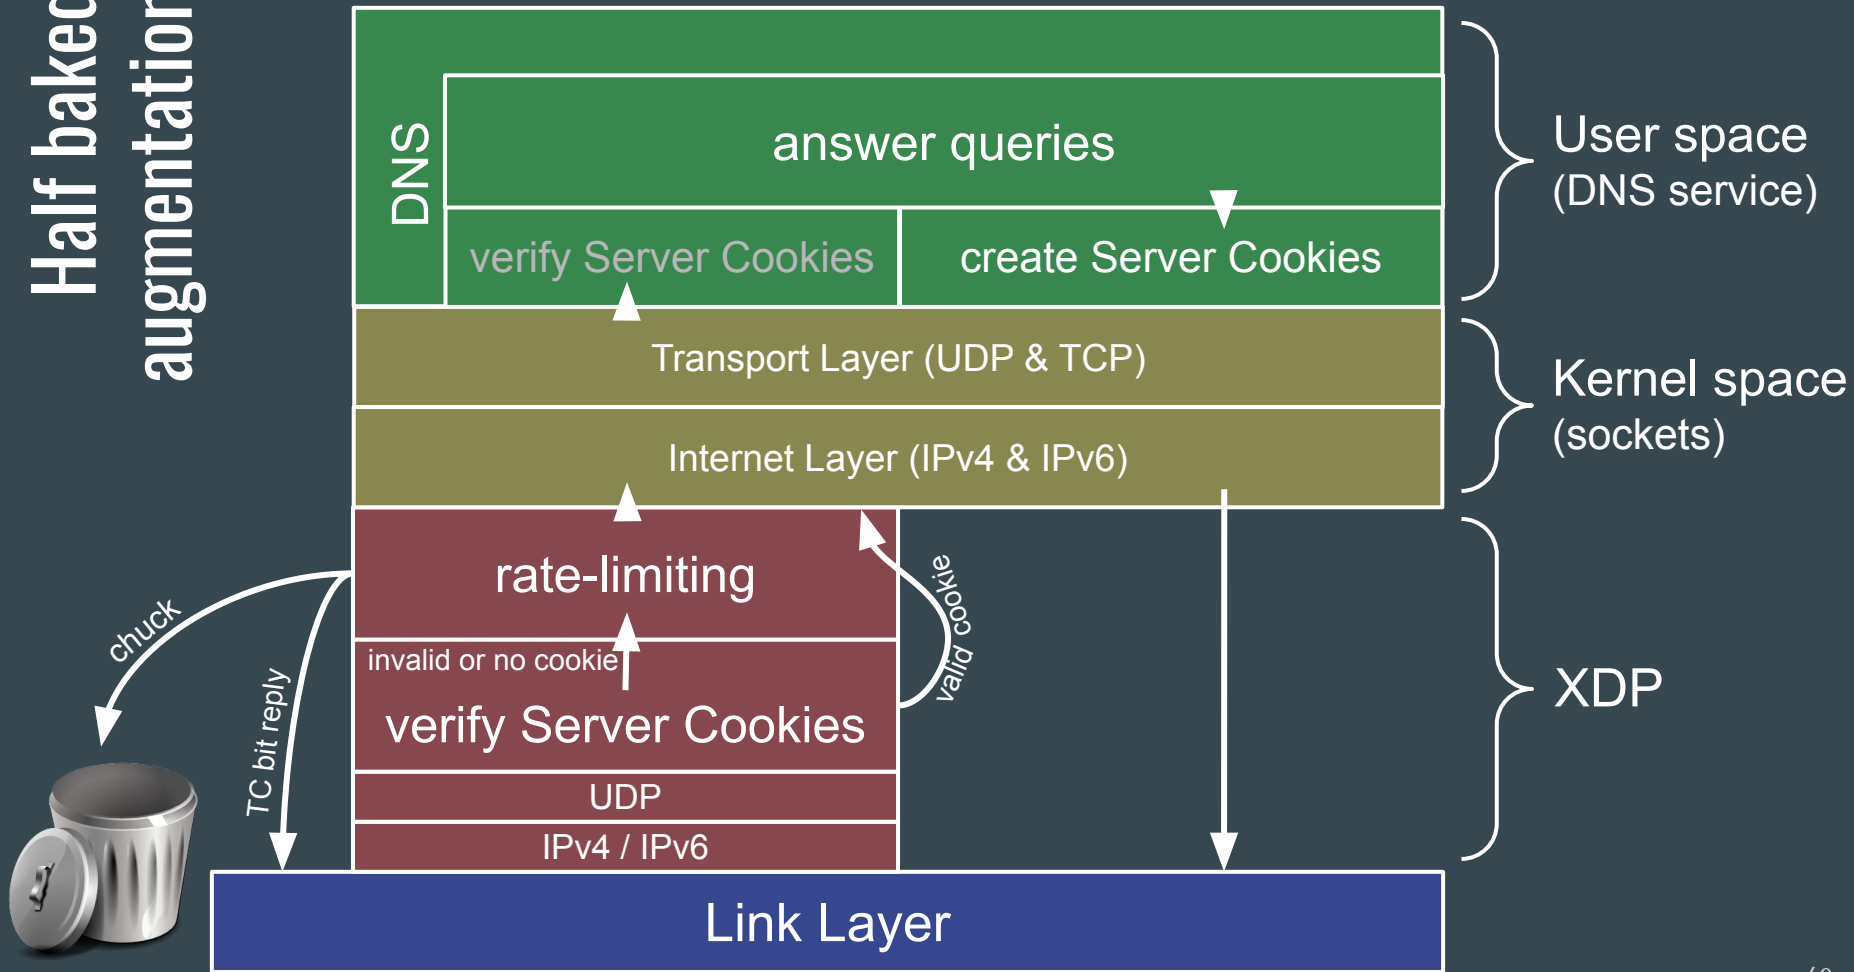 Half baked
augmentation
DNS
answer queries
verify Server Cookies
create Server Cookies
User space
(DNS service)
Transport Layer (UDP & TCP)
Internet Layer (IPv4 & IPv6)
Kernel space
(sockets)
rate-limiting
chuck
TC bit reply
invalid or no cookie
valid cookie
verify Server Cookies
UDP
IPv4 / IPv6
XDP
Link Layer